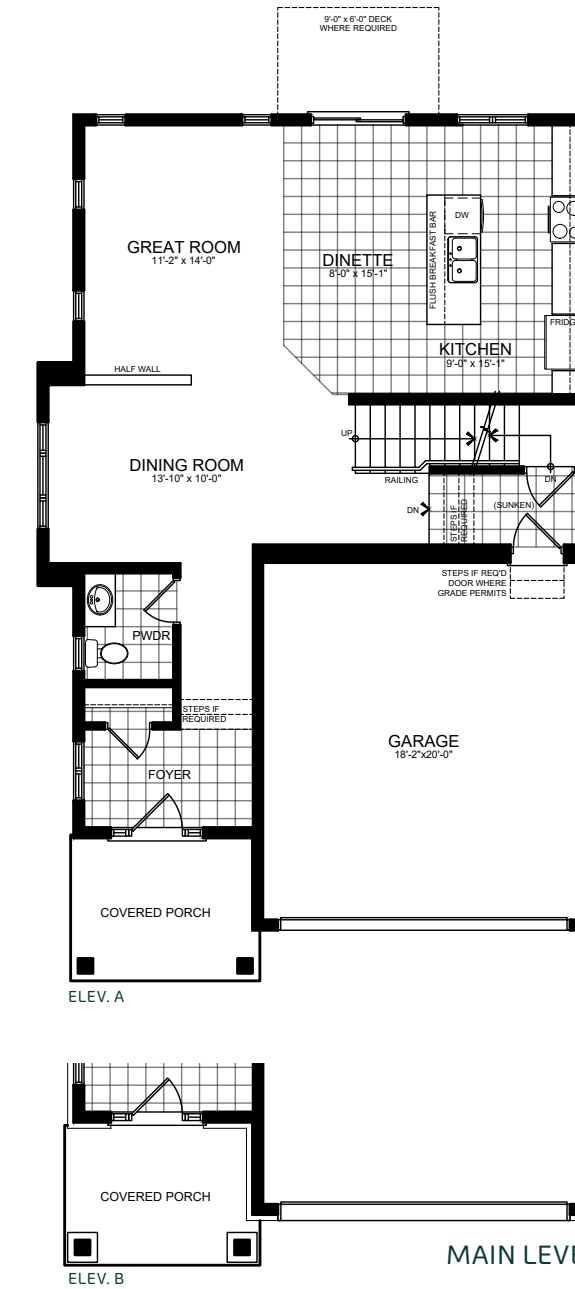 9'-0" x 6'-0" DECK
WHERE REQUIRED
GREAT ROOM
11'-2" x 14'-0"
DINETTE
8'-0" x 15'-1"
FLUSH BREAKFAST BAR
DW
KITCHEN
9'-0" x 15'-1"
FRIDG
HALF WALL
UP
DINING ROOM
13'-10" x 10'-0"
RAILING
DN
DN
STEPS IF
REQUIRED
(SUNKEN)
STEPS IF REQ'D
DOOR WHERE
GRADE PERMITS
PWDR
STEPS IF
REQUIRED
FOYER
GARAGE
18'-2"x20'-0"
COVERED PORCH
ELEV. A
COVERED PORCH
ELEV. B
MAIN LEVE